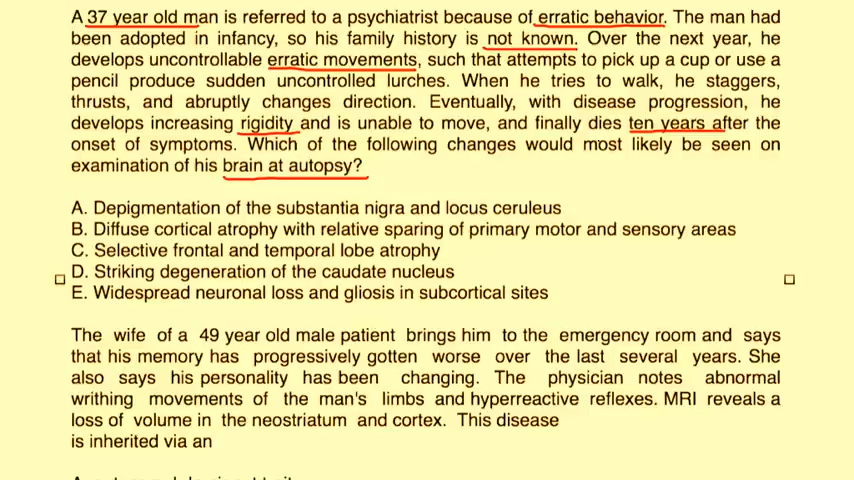 A 37 year old man is referred to a psychiatrist because of erratic behavior. The man had
been adopted in infancy, so his family history is not known. Over the next year, he
develops uncontrollable erratic movements, such that attempts to pick up a cup or use a
pencil produce sudden uncontrolled lurches. When he tries to walk, he staggers,
thrusts, and abruptly changes direction. Eventually, with disease progression, he
develops increasing rigidity and is unable to move, and finally dies ten years after the
onset of symptoms. Which of the following changes would most likely be seen on
examination of his brain at autopsy?
A. Depigmentation of the substantia nigra and locus ceruleus
B. Diffuse cortical atrophy with relative sparing of primary motor and sensory areas
C. Selective frontal and temporal lobe atrophy
D. Striking degeneration of the caudate nucleus
E. Widespread neuronal loss and gliosis in subcortical sites
The wife of a 49 year old male patient brings him to the emergency room and says
that his memory has progressively gotten worse over the last several years. She
also says his personality has been changing. The physician notes abnormal
writhing movements of the man's limbs and hyperreactive reflexes. MRI reveals a
loss of volume in the neostriatum and cortex. This disease
is inherited via an